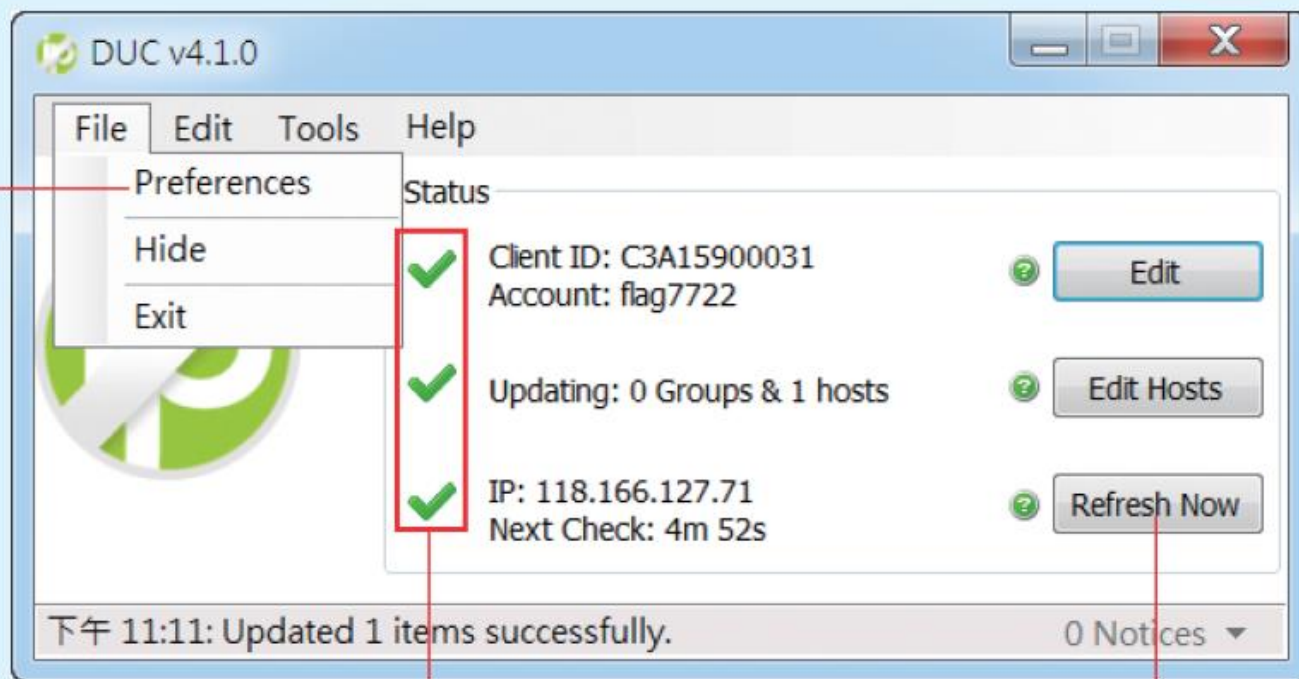 DUC v4.1.0
File Edit Tools Help
Preferences
Hide
Exit
Status
Client ID: C3A15900031
Account: flag7722
Edit
Updating: 0 Groups & 1 hosts
Edit Hosts
IP: 118.166.127.71
Next Check: 4m 52s
Refresh Now
下午 11:11: Updated 1 items successfully.
0 Notices